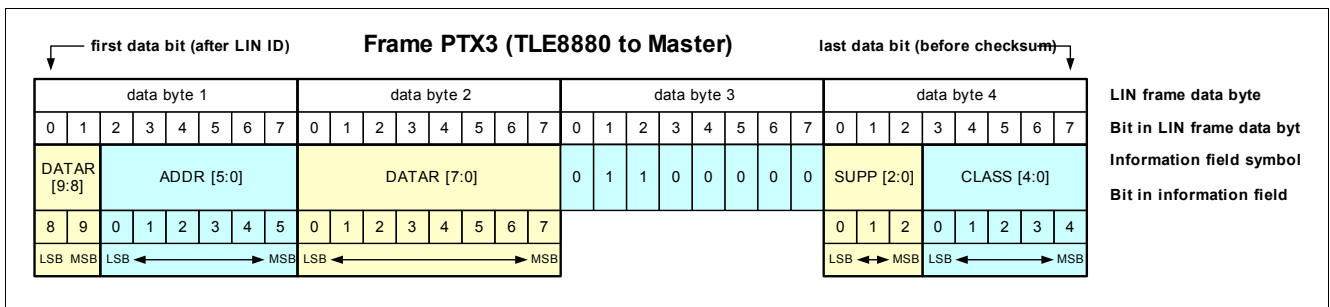 first data bit (after LIN ID) Frame PTX3 (TLE8880 to Master) last data bit (before checksum)
data byte 1 data byte 2 data byte 3 data byte 4 LIN frame data byte
0 1 2 3 4 5 6 7 0 1 2 3 4 5 6 7 0 1 2 3 4 5 6 7 0 1 2 3 4 5 6 7 Bit in LIN frame data byt
DATAR [9:8] ADDR [5:0] DATAR [7:0] 0 1 1 0 0 0 0 0 SUPP [2:0] CLASS [4:0] Information field symbol
8 9 0 1 2 3 4 5 0 1 2 3 4 5 6 7 0 1 2 0 1 2 3 4 Bit in information field
LSB MSB LSB MSB LSB MSB LSB MSB LSB MSB